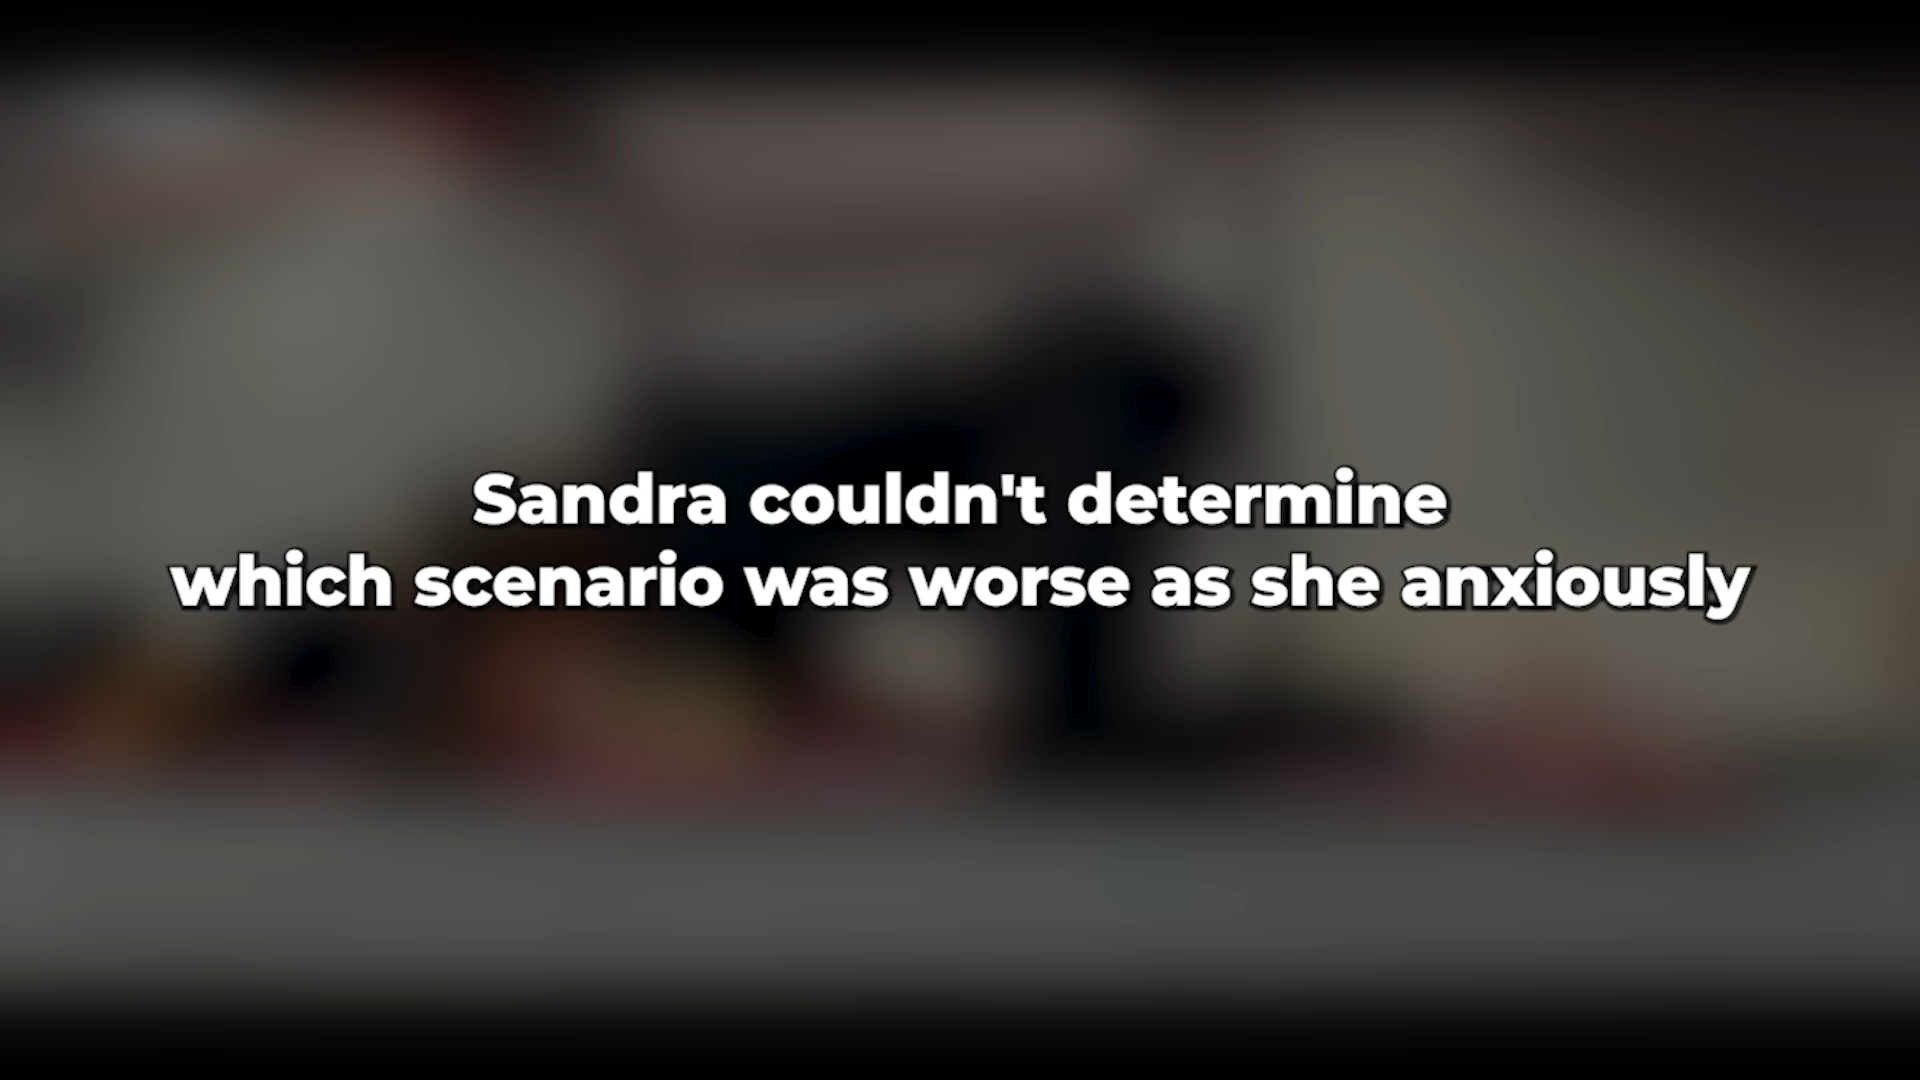 Sandra couldn't determine
which scenario was worse as she anxiously